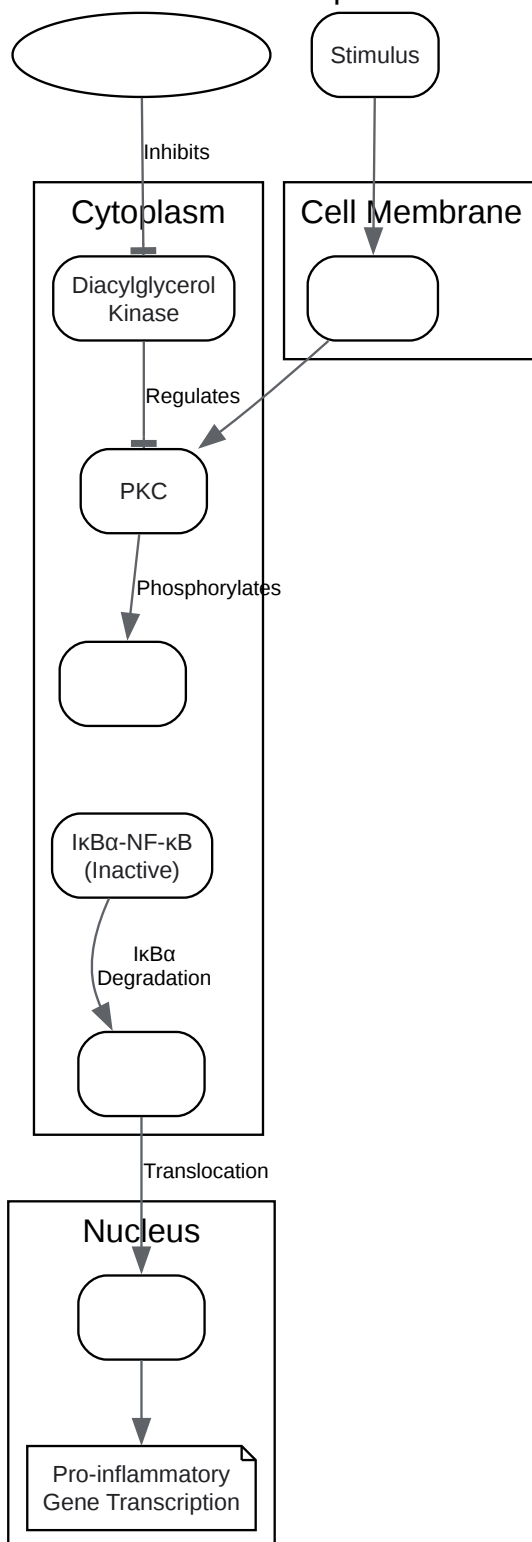 Stimulus
Inhibits
Cytoplasm
Cell Membrane
Diacylglycerol
Kinase
Regulates
PKC
Phosphorylates
IκBα-NF-κB
(Inactive)
IκBα
Degradation
Translocation
Nucleus
Pro-inflammatory
Gene Transcription